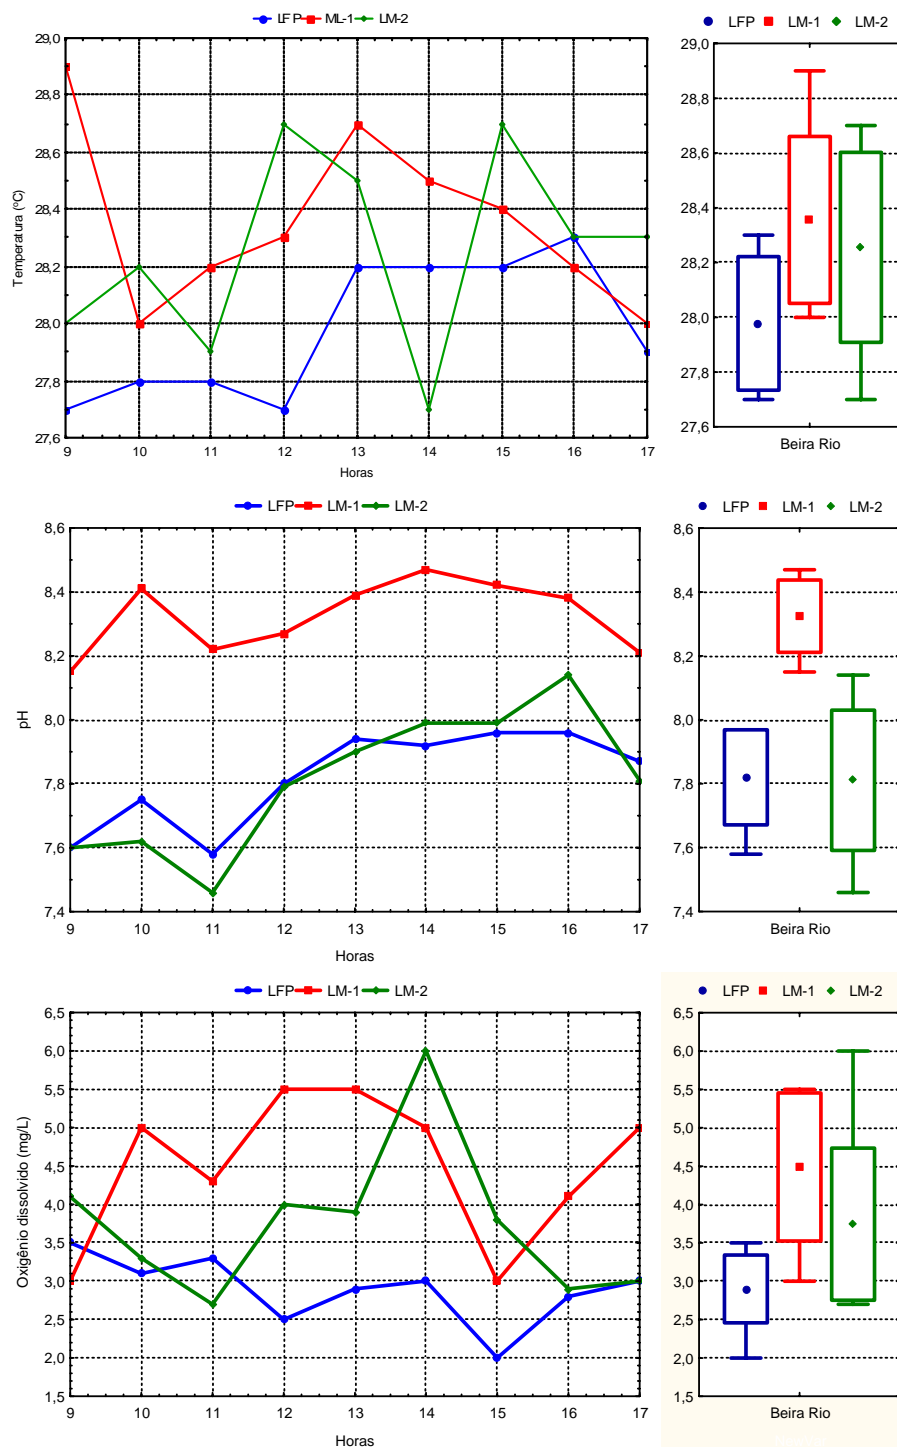 LFP ML-1 LM-2
29,0
28,8
28,6
28,4
28,2
28,0
27,8
27,6
Temperatura (°C)
9 10 11 12 13 14 15 16 17
Horas
LFP LM-1 LM-2
29,0
28,8
28,6
28,4
28,2
28,0
27,8
27,6
Beira Rio
LFP LM-1 LM-2
8,6
8,4
8,2
8,0
7,8
7,6
7,4
pH
9 10 11 12 13 14 15 16 17
Horas
LFP LM-1 LM-2
8,6
8,4
8,2
8,0
7,8
7,6
7,4
Beira Rio
LFP LM-1 LM-2
6,5
6,0
5,5
5,0
4,5
4,0
3,5
3,0
2,5
2,0
1,5
Oxigênio dissolvido (mg/L)
9 10 11 12 13 14 15 16 17
Horas
LFP LM-1 LM-2
6,5
6,0
5,5
5,0
4,5
4,0
3,5
3,0
2,5
2,0
1,5
Beira Rio